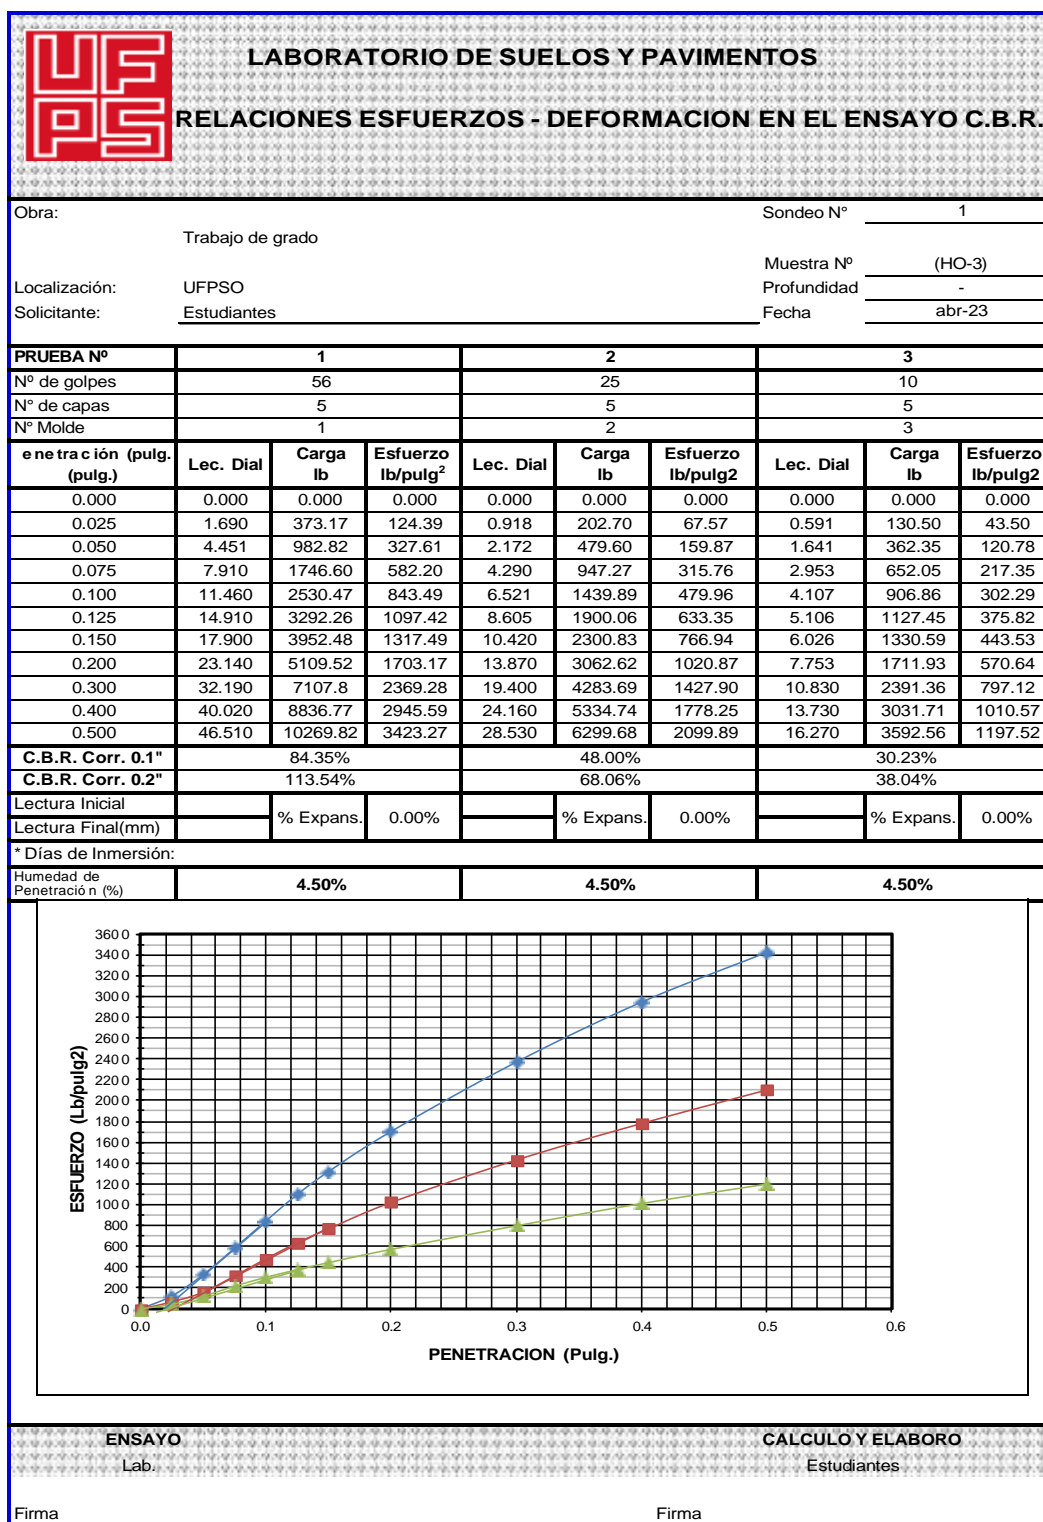 UFPS
LABORATORIO DE SUELOS Y PAVIMENTOS
RELACIONES ESFUERZOS - DEFORMACION EN EL ENSAYO C.B.R.
Obra: Sondeo N° 1
Trabajo de grado
Muestra Nº (HO-3)
Localización: UFPSO Profundidad -
Solicitante: Estudiantes Fecha abr-23
PRUEBA Nº 1 2 3
Nº de golpes 56 25 10
N° de capas 5 5 5
N° Molde 1 2 3
enetración (pulg. (pulg.) Lec. Dial Carga lb Esfuerzo lb/pulg² Lec. Dial Carga lb Esfuerzo lb/pulg2 Lec. Dial Carga lb Esfuerzo lb/pulg2
0.000 0.000 0.000 0.000 0.000 0.000 0.000 0.000 0.000 0.000
0.025 1.690 373.17 124.39 0.918 202.70 67.57 0.591 130.50 43.50
0.050 4.451 982.82 327.61 2.172 479.60 159.87 1.641 362.35 120.78
0.075 7.910 1746.60 582.20 4.290 947.27 315.76 2.953 652.05 217.35
0.100 11.460 2530.47 843.49 6.521 1439.89 479.96 4.107 906.86 302.29
0.125 14.910 3292.26 1097.42 8.605 1900.06 633.35 5.106 1127.45 375.82
0.150 17.900 3952.48 1317.49 10.420 2300.83 766.94 6.026 1330.59 443.53
0.200 23.140 5109.52 1703.17 13.870 3062.62 1020.87 7.753 1711.93 570.64
0.300 32.190 7107.8 2369.28 19.400 4283.69 1427.90 10.830 2391.36 797.12
0.400 40.020 8836.77 2945.59 24.160 5334.74 1778.25 13.730 3031.71 1010.57
0.500 46.510 10269.82 3423.27 28.530 6299.68 2099.89 16.270 3592.56 1197.52
C.B.R. Corr. 0.1" 84.35% 48.00% 30.23%
C.B.R. Corr. 0.2" 113.54% 68.06% 38.04%
Lectura Inicial % Expans. 0.00% % Expans. 0.00% % Expans. 0.00%
Lectura Final(mm)
* Días de Inmersión:
Humedad de Penetración (%) 4.50% 4.50% 4.50%
3600
3400
3200
3000
2800
2600
2400
2200
2000
1800
1600
1400
1200
1000
800
600
400
200
0
ESFUERZO (Lb/pulg2)
0.0 0.1 0.2 0.3 0.4 0.5 0.6
PENETRACION (Pulg.)
ENSAYO CALCULO Y ELABORO
Lab. Estudiantes
Firma Firma